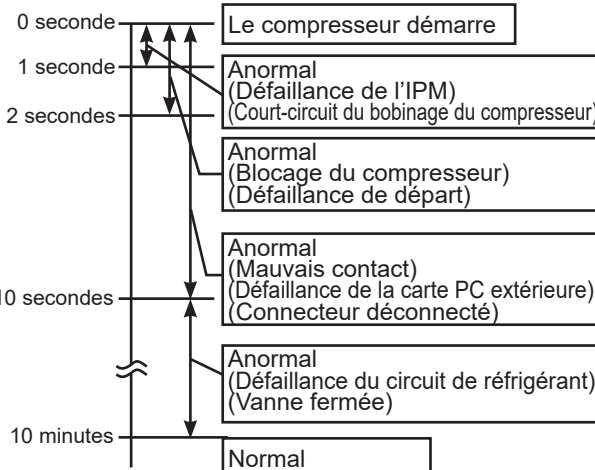 0 seconde
Le compresseur démarre
1 seconde
Anormal
(Défaillance de l’IPM)
(Court-circuit du bobinage du compresseur)
2 secondes
Anormal
(Blocage du compresseur)
(Défaillance de départ)
Anormal
(Mauvais contact)
(Défaillance de la carte PC extérieure)
(Connecteur déconnecté)
10 secondes
Anormal
(Défaillance du circuit de réfrigérant)
(Vanne fermée)
10 minutes
Normal